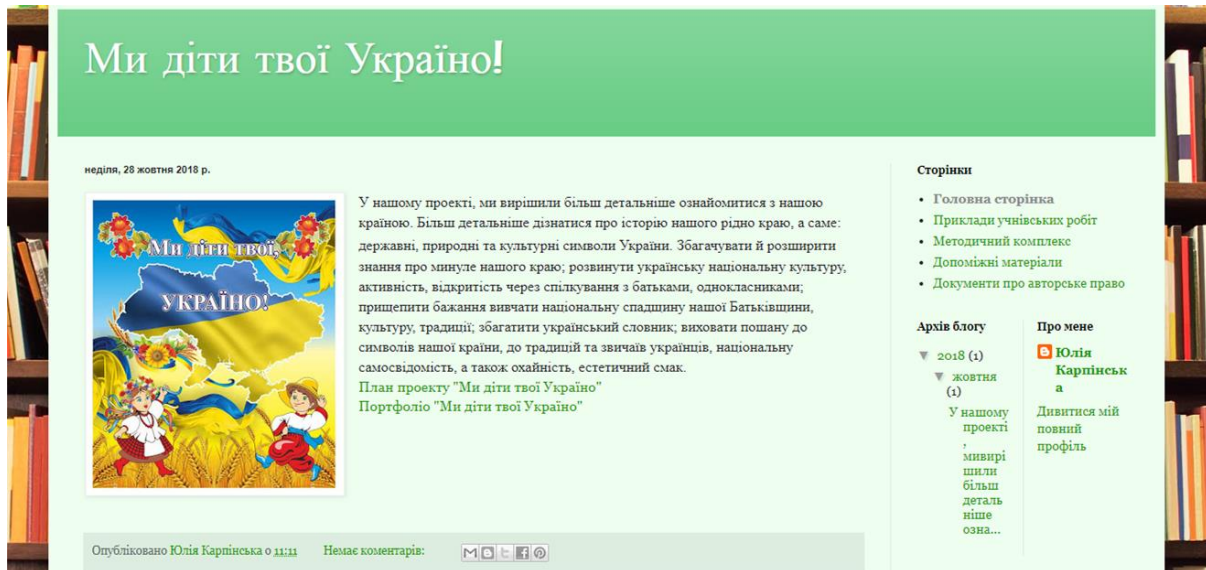 Ми діти твої Україно!
неділя, 28 жовтня 2018 р.
Ми діти твої,
УКРАЇНО!
У нашому проекті, ми вирішили більш детальніше ознайомитися з нашою
країною. Більш детальніше дізнатися про історію нашого рідно краю, а саме:
державні, природні та культурні символи України. Збагачувати й розширити
знання про минуле нашого краю; розвинути українську національну культуру,
активність, відкритість через спілкування з батьками, однокласниками;
прищепити бажання вивчати національну спадщину нашої Батьківщини,
культуру, традиції; збагатити український словник; виховати пошану до
символів нашої країни, до традицій та звичаїв українців, національну
самосвідомість, а також охайність, естетичний смак.
План проекту "Ми діти твої Україно"
Портфоліо "Ми діти твої Україно"
Опубліковано Юлія Карпінська о 11:11 Немає коментарів:
Сторінки
Головна сторінка
Приклади учнівських робіт
Методичний комплекс
Допоміжні матеріали
Документи про авторське право
Архів блогу
▼ 2018 (1)
▼ жовтня
(1)
У нашому
проекті
,
мивирі
шили
більш
деталь
ніше
озна...
Про мене
Юлія
Карпінськ
а
Дивитися мій
повний
профіль